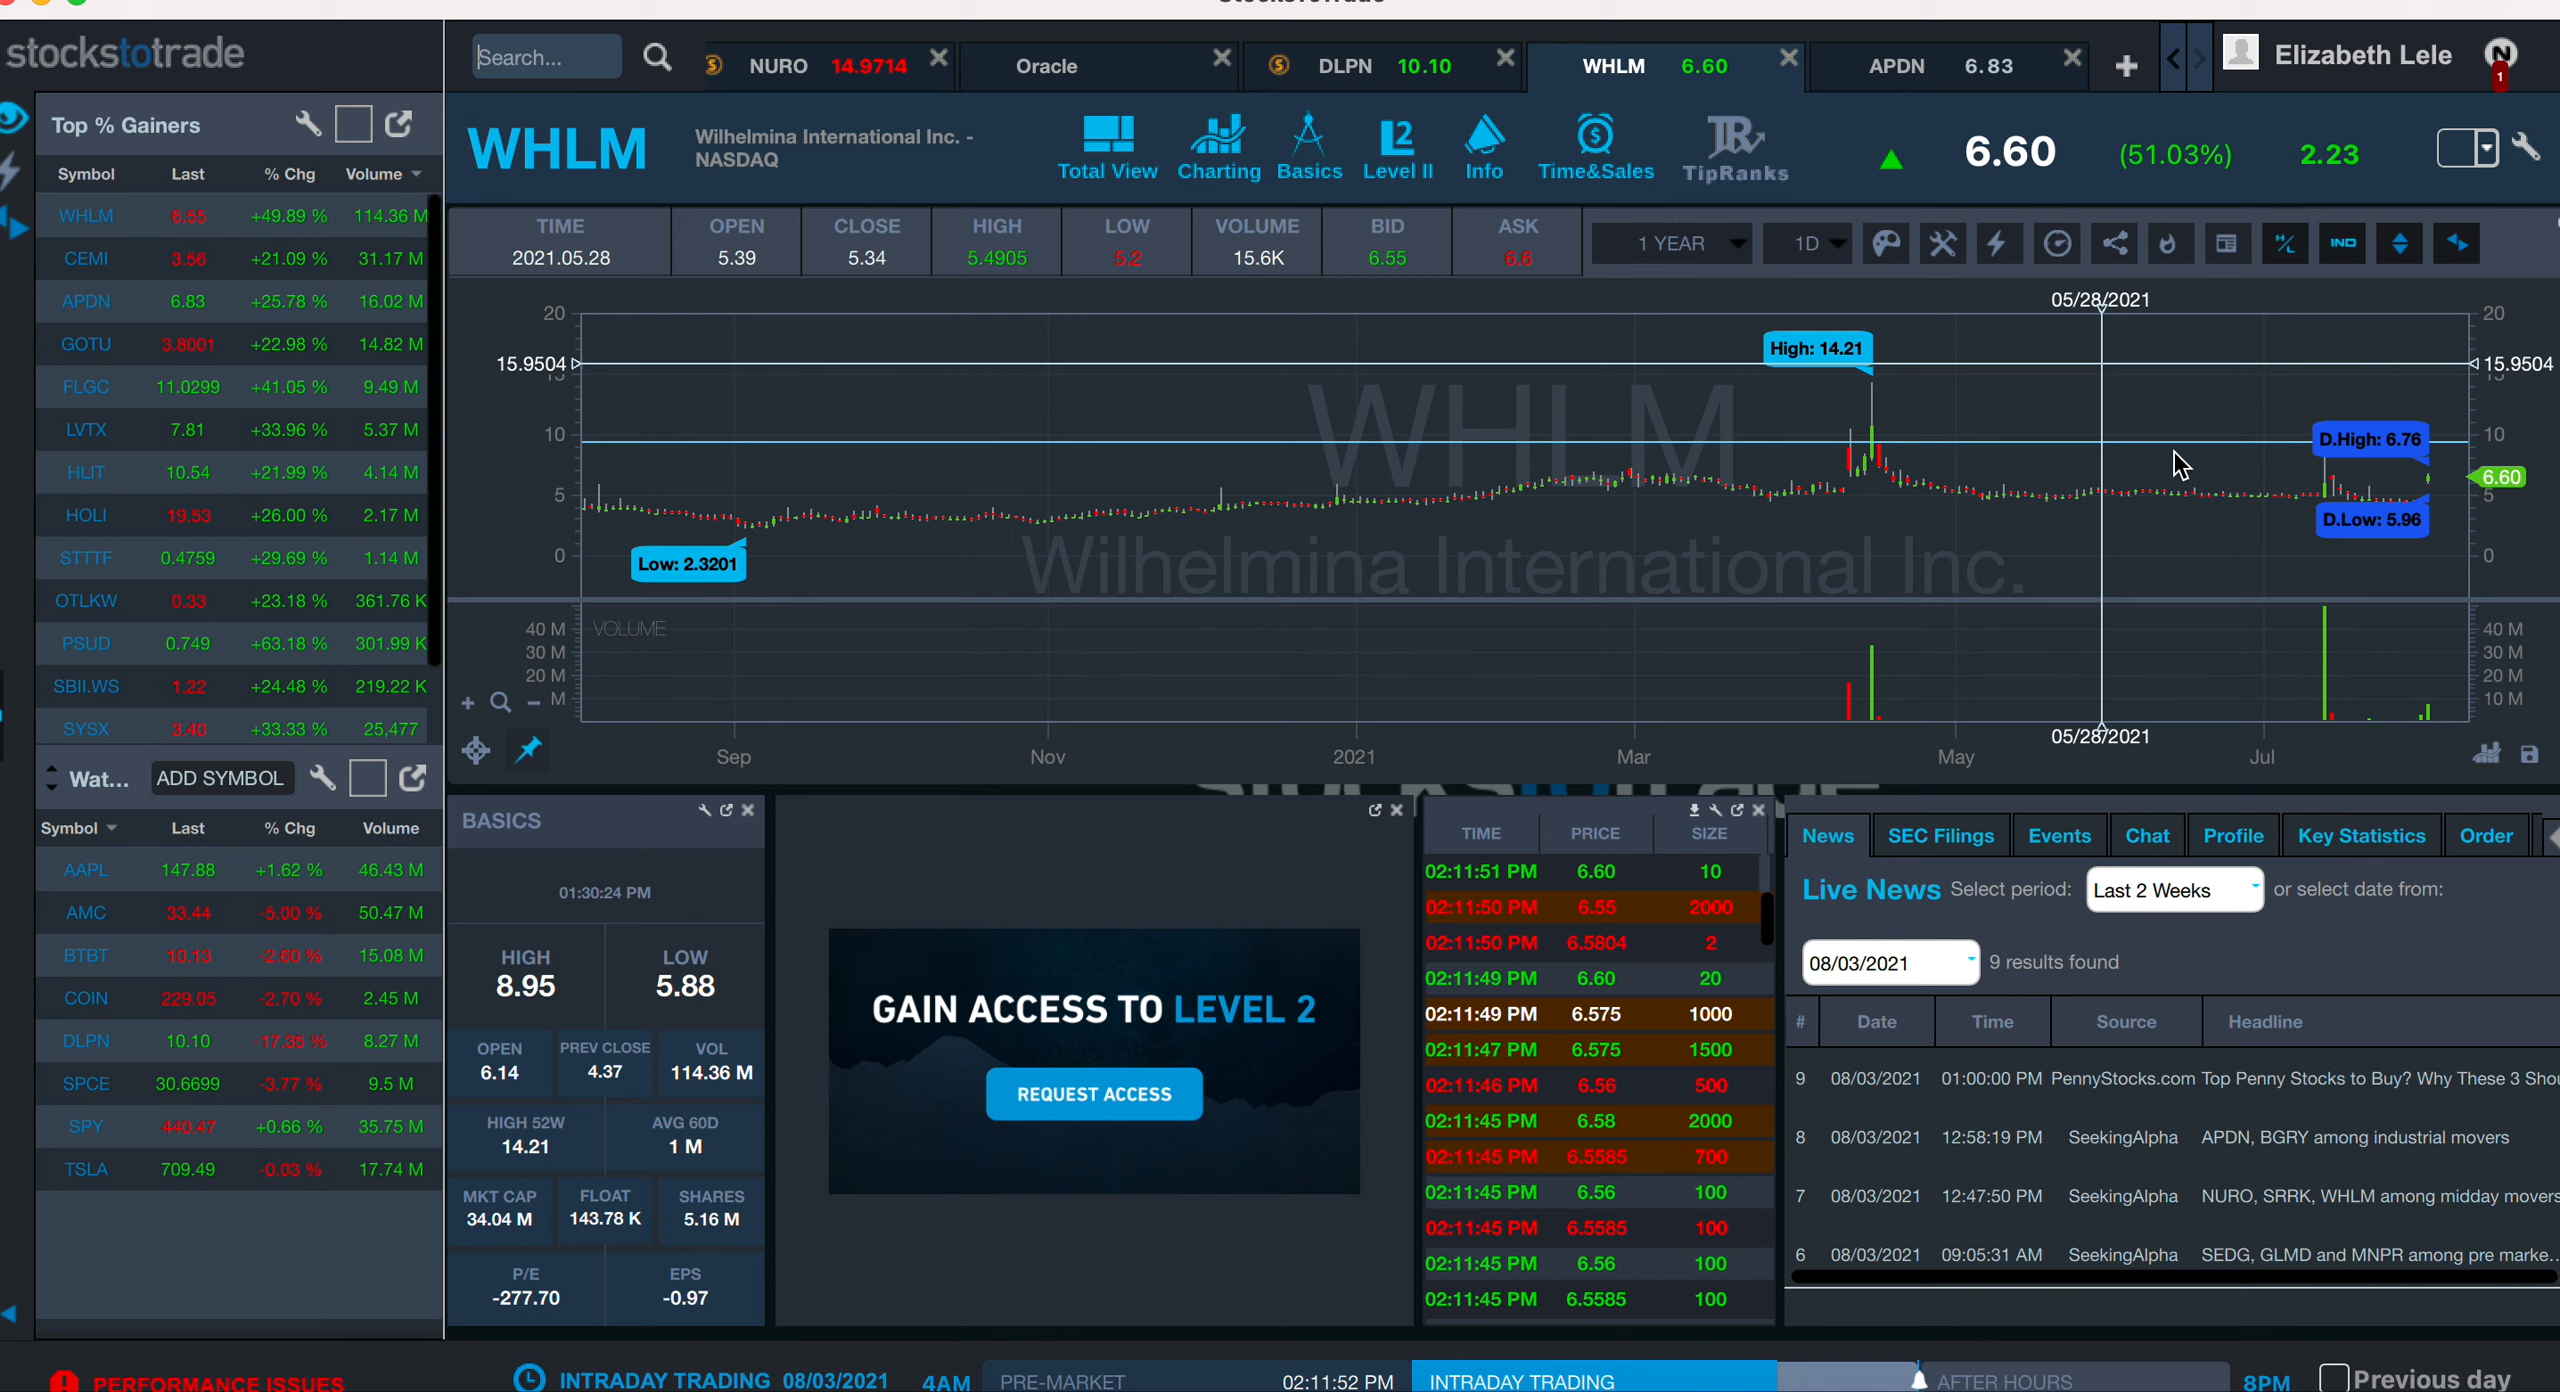 stockstotrade
Search...
NURO 14.9714
Oracle
DLPN 10.10
WHLM 6.60
APDN 6.83
Elizabeth Lele
N
1
Top % Gainers
Symbol Last % Chg Volume
WHLM 6.55 +49.89 % 114.36 M
CEMI 3.56 +21.09 % 31.17 M
APDN 6.83 +25.78 % 16.02 M
GOTU 3.8001 +22.98 % 14.82 M
FLGC 11.0299 +41.05 % 9.49 M
LVTX 7.81 +33.96 % 5.37 M
HLIT 10.54 +21.99 % 4.14 M
HOLI 19.53 +26.00 % 2.17 M
STTTF 0.4759 +29.69 % 1.14 M
OTLKW 0.33 +23.18 % 361.76 K
PSUD 0.749 +63.18 % 301.99 K
SBII.WS 1.22 +24.48 % 219.22 K
SYSX 3.40 +33.33 % 25,477
Wat... ADD SYMBOL
Symbol Last % Chg Volume
AAPL 147.88 +1.62 % 46.43 M
AMC 33.44 -5.00 % 50.47 M
BTBT 10.13 -2.60 % 15.08 M
COIN 229.05 -2.70 % 2.45 M
DLPN 10.10 -17.35 % 8.27 M
SPCE 30.6699 -3.77 % 9.5 M
SPY 440.47 +0.66 % 35.75 M
TSLA 709.49 -0.03 % 17.74 M
WHLM
Wilhelmina International Inc. -
NASDAQ
Total View Charting Basics Level II Info Time&Sales TipRanks
6.60 (51.03%) 2.23
TIME OPEN CLOSE HIGH LOW VOLUME BID ASK
2021.05.28 5.39 5.34 5.4905 5.2 15.6K 6.55 6.6
1 YEAR 1D H/L IND
05/28/2021
20 20
15.9504 15.9504
High: 14.21
WHLM
10 10
D.High: 6.76
6.60
5 5
D.Low: 5.96
0 0
Low: 2.3201
Wilhelmina International Inc.
VOLUME
40 M 40 M
30 M 30 M
20 M 20 M
M 10 M
05/28/2021
Sep Nov 2021 Mar May Jul
BASICS
01:30:24 PM
HIGH LOW
8.95 5.88
OPEN PREV CLOSE VOL
6.14 4.37 114.36 M
HIGH 52W AVG 60D
14.21 1 M
MKT CAP FLOAT SHARES
34.04 M 143.78 K 5.16 M
P/E EPS
-277.70 -0.97
GAIN ACCESS TO LEVEL 2
REQUEST ACCESS
TIME PRICE SIZE
02:11:51 PM 6.60 10
02:11:50 PM 6.55 2000
02:11:50 PM 6.5804 2
02:11:49 PM 6.60 20
02:11:49 PM 6.575 1000
02:11:47 PM 6.575 1500
02:11:46 PM 6.56 500
02:11:45 PM 6.58 2000
02:11:45 PM 6.5585 700
02:11:45 PM 6.56 100
02:11:45 PM 6.5585 100
02:11:45 PM 6.56 100
02:11:45 PM 6.5585 100
News SEC Filings Events Chat Profile Key Statistics Order
Live News Select period: Last 2 Weeks or select date from:
08/03/2021 9 results found
# Date Time Source Headline
9 08/03/2021 01:00:00 PM PennyStocks.com Top Penny Stocks to Buy? Why These 3 Shou
8 08/03/2021 12:58:19 PM SeekingAlpha APDN, BGRY among industrial movers
7 08/03/2021 12:47:50 PM SeekingAlpha NURO, SRRK, WHLM among midday movers
6 08/03/2021 09:05:31 AM SeekingAlpha SEDG, GLMD and MNPR among pre marke...
PERFORMANCE ISSUES
INTRADAY TRADING 08/03/2021 4AM PRE-MARKET 02:11:52 PM INTRADAY TRADING AFTER HOURS 8PM Previous day